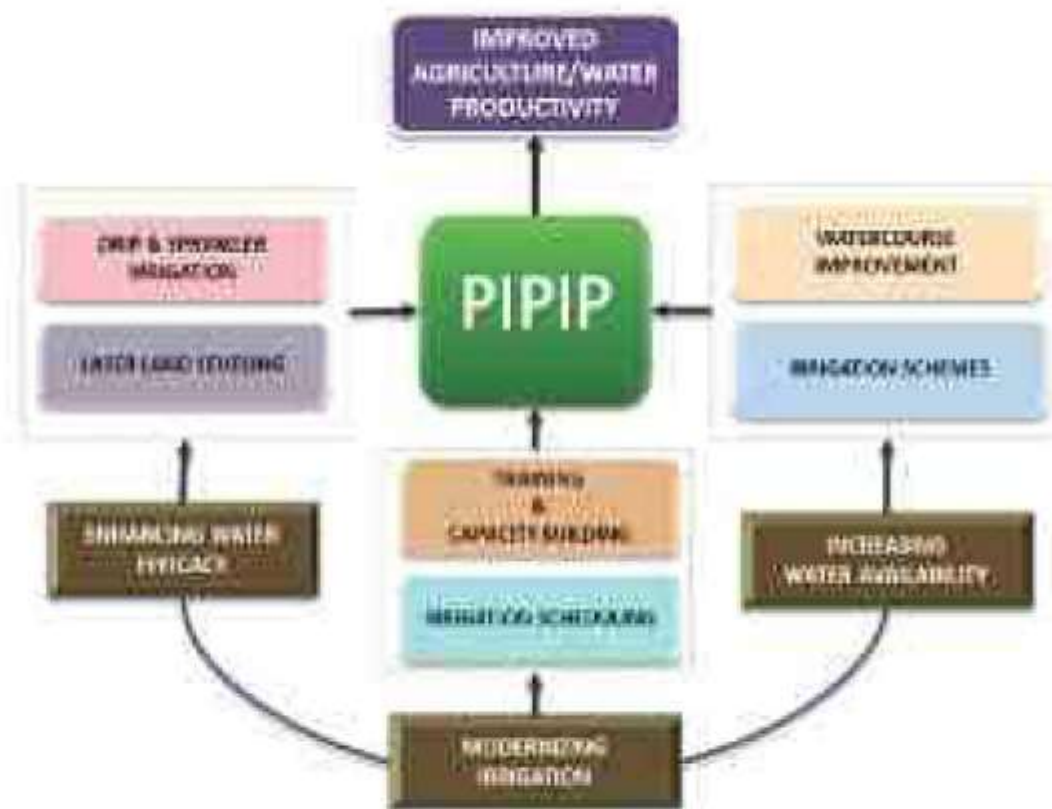 IMPROVED
AGRICULTURE/WATER
PRODUCTIVITY
DRIP & SPRINKLER
IRRIGATION
LASER LAND LEVELING
PIPIP
WATERCOURSE
IMPROVEMENT
IRRIGATION SCHEMES
ENHANCING WATER
EFFICACY
TRAINING
&
CAPACITY BUILDING
IRRIGATION SCHEDULING
INCREASING
WATER AVAILABILITY
MODERNIZING
IRRIGATION